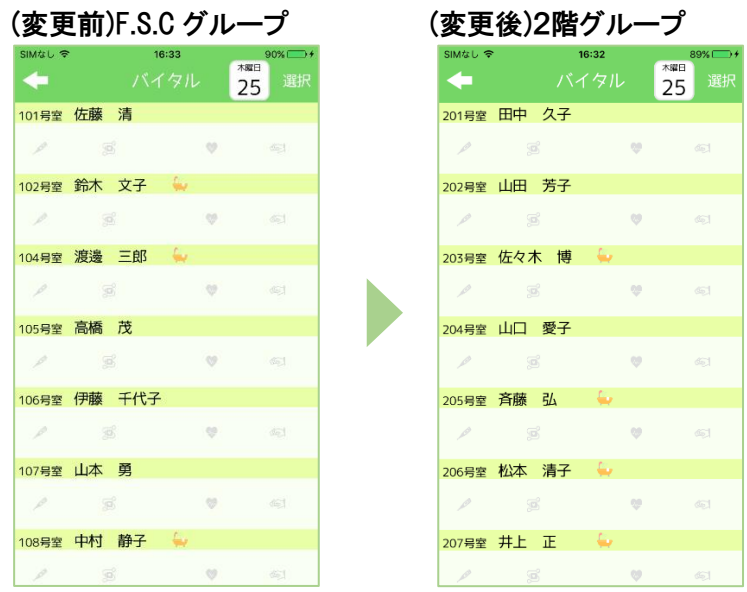 (変更前)F.S.C グループ
SIMなし 16:33 90%
バイタル
木曜日
25
選択
101号室 佐藤 清
102号室 鈴木 文子
104号室 渡邊 三郎
105号室 高橋 茂
106号室 伊藤 千代子
107号室 山本 勇
108号室 中村 静子
(変更後)2階グループ
SIMなし 16:32 89%
バイタル
木曜日
25
選択
201号室 田中 久子
202号室 山田 芳子
203号室 佐々木 博
204号室 山口 愛子
205号室 斉藤 弘
206号室 松本 清子
207号室 井上 正